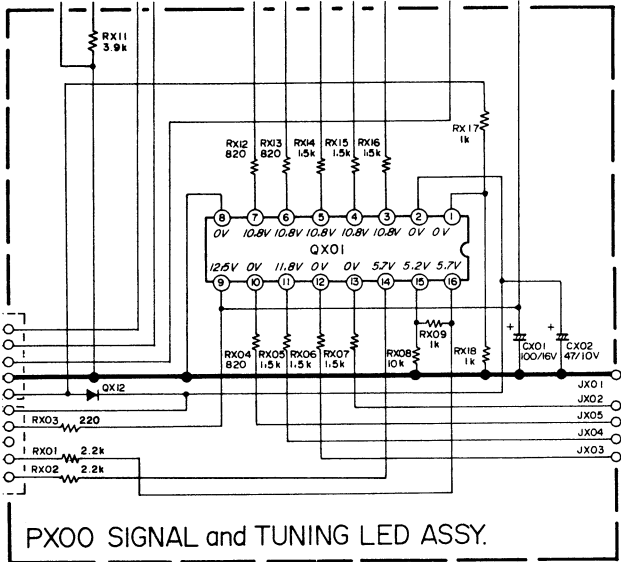 RX11
3.9k
RX12 RX13 RX14 RX15 RX16
820 820 1.5k 1.5k 1.5k
RX17
1k
8 7 6 5 4 3 2 1
0V 10.8V 10.8V 10.8V 10.8V 10.8V 0V 0V
QX01
12.5V 0V 11.8V 0V 0V 5.7V 5.2V 5.7V
9 10 11 12 13 14 15 16
RX04 RX05 RX06 RX07
820 1.5k 1.5k 1.5k
RX08
10k
RX09
1k
RX18
1k
+
CX01
100/16V
+
CX02
47/10V
QX12
JX01
JX02
JX05
JX04
JX03
RX03 220
RX01 2.2k
RX02 2.2k
PX00 SIGNAL and TUNING LED ASSY.